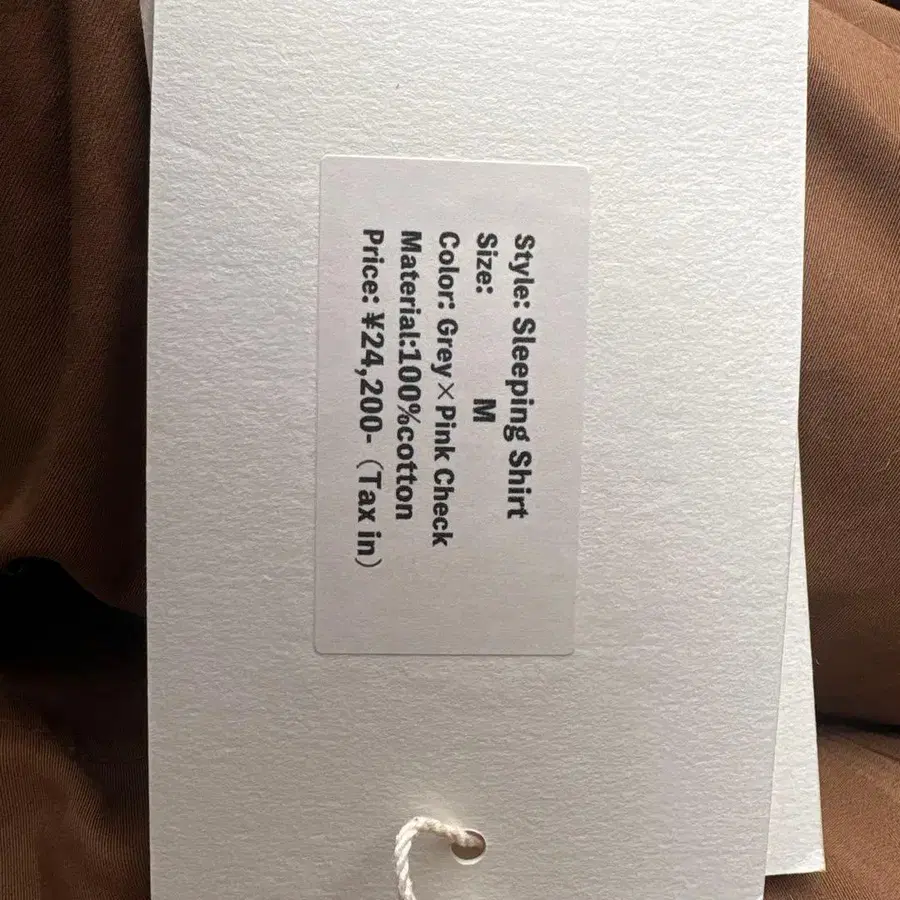 Style: Sleeping Shirt
Size: M
Color: Grey×Pink Check
Material:100%cotton
Price: ¥24,200-（Tax in）